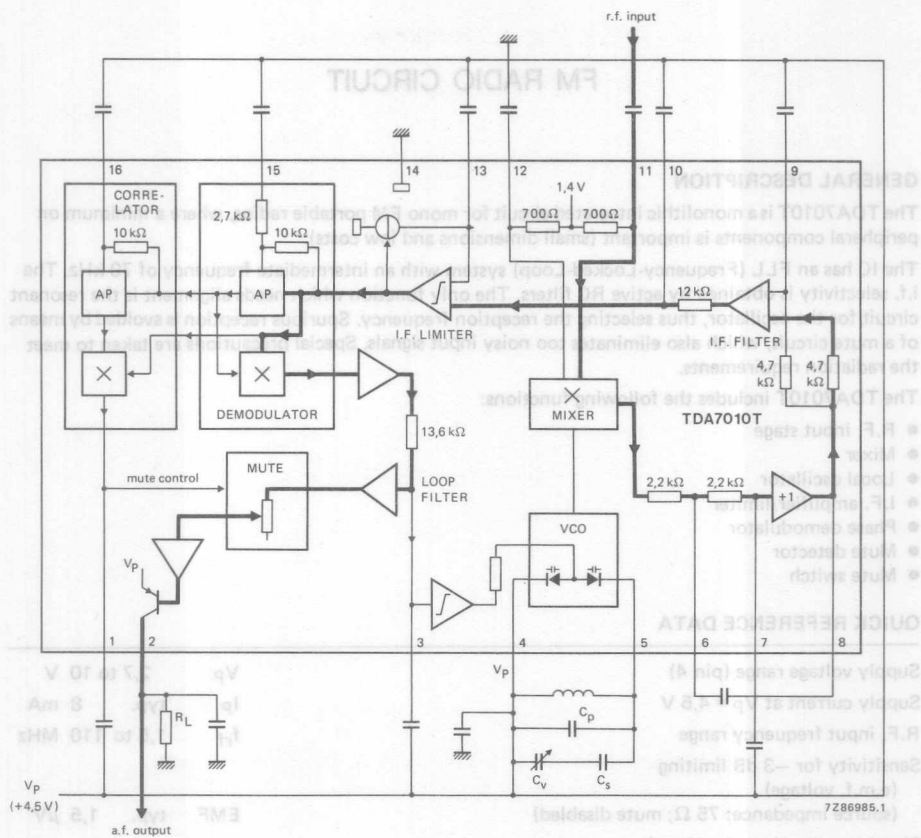 r.f. input
FM RADIO CIRCUIT
16
15
14
13
12
11
10
9
CORRE-
LATOR
2,7 kΩ
1,4 V
700Ω
700Ω
GENERAL DESCRIPTION
The TDA7010T is a monolithic integrated circuit for mono FM portable radios, where a minimum on
peripheral components is important (small dimensions and low costs).
10kΩ
10 kΩ
The IC has an FLL (Frequency-Locked-Loop) system with an intermediate frequency of 70 kHz. The
i.f. selectivity is obtained by active RC filters. The only function which needs alignment is the resonant
circuit for the oscillator, thus selecting the reception frequency. Spurious reception is avoided by means
of a mute circuit, which also eliminates too noisy input signals. Special precautions are taken to meet
the radiation requirements.
AP
AP
I.F. LIMITER
12 kΩ
I.F. FILTER
4,7
kΩ
4,7
kΩ
The TDA7010T includes the following functions:
DEMODULATOR
MIXER
TDA7010T
● R.F. input stage
● Mixer
● Local oscillator
● I.F. amplifier/limiter
● Phase demodulator
● Mute detector
● Mute switch
13,6 kΩ
mute control
MUTE
LOOP
FILTER
2,2 kΩ
2,2 kΩ
+1
VCO
VP
QUICK REFERENCE DATA
1
2
3
4
5
6
7
8
Supply voltage range (pin 4)
VP
2,7 to 10 V
Supply current at VP = 4,5 V
IP
typ.
8 mA
R.F. input frequency range
frf
1,5 to 110 MHz
Sensitivity for −3 dB limiting
(e.m.f. voltage)
(source impedance: 75 Ω; mute disabled)
EMF
typ.
1,5 μV
VP
RL
Cp
Cv
Cs
VP
(+4,5V)
7Z86985.1
a.f. output